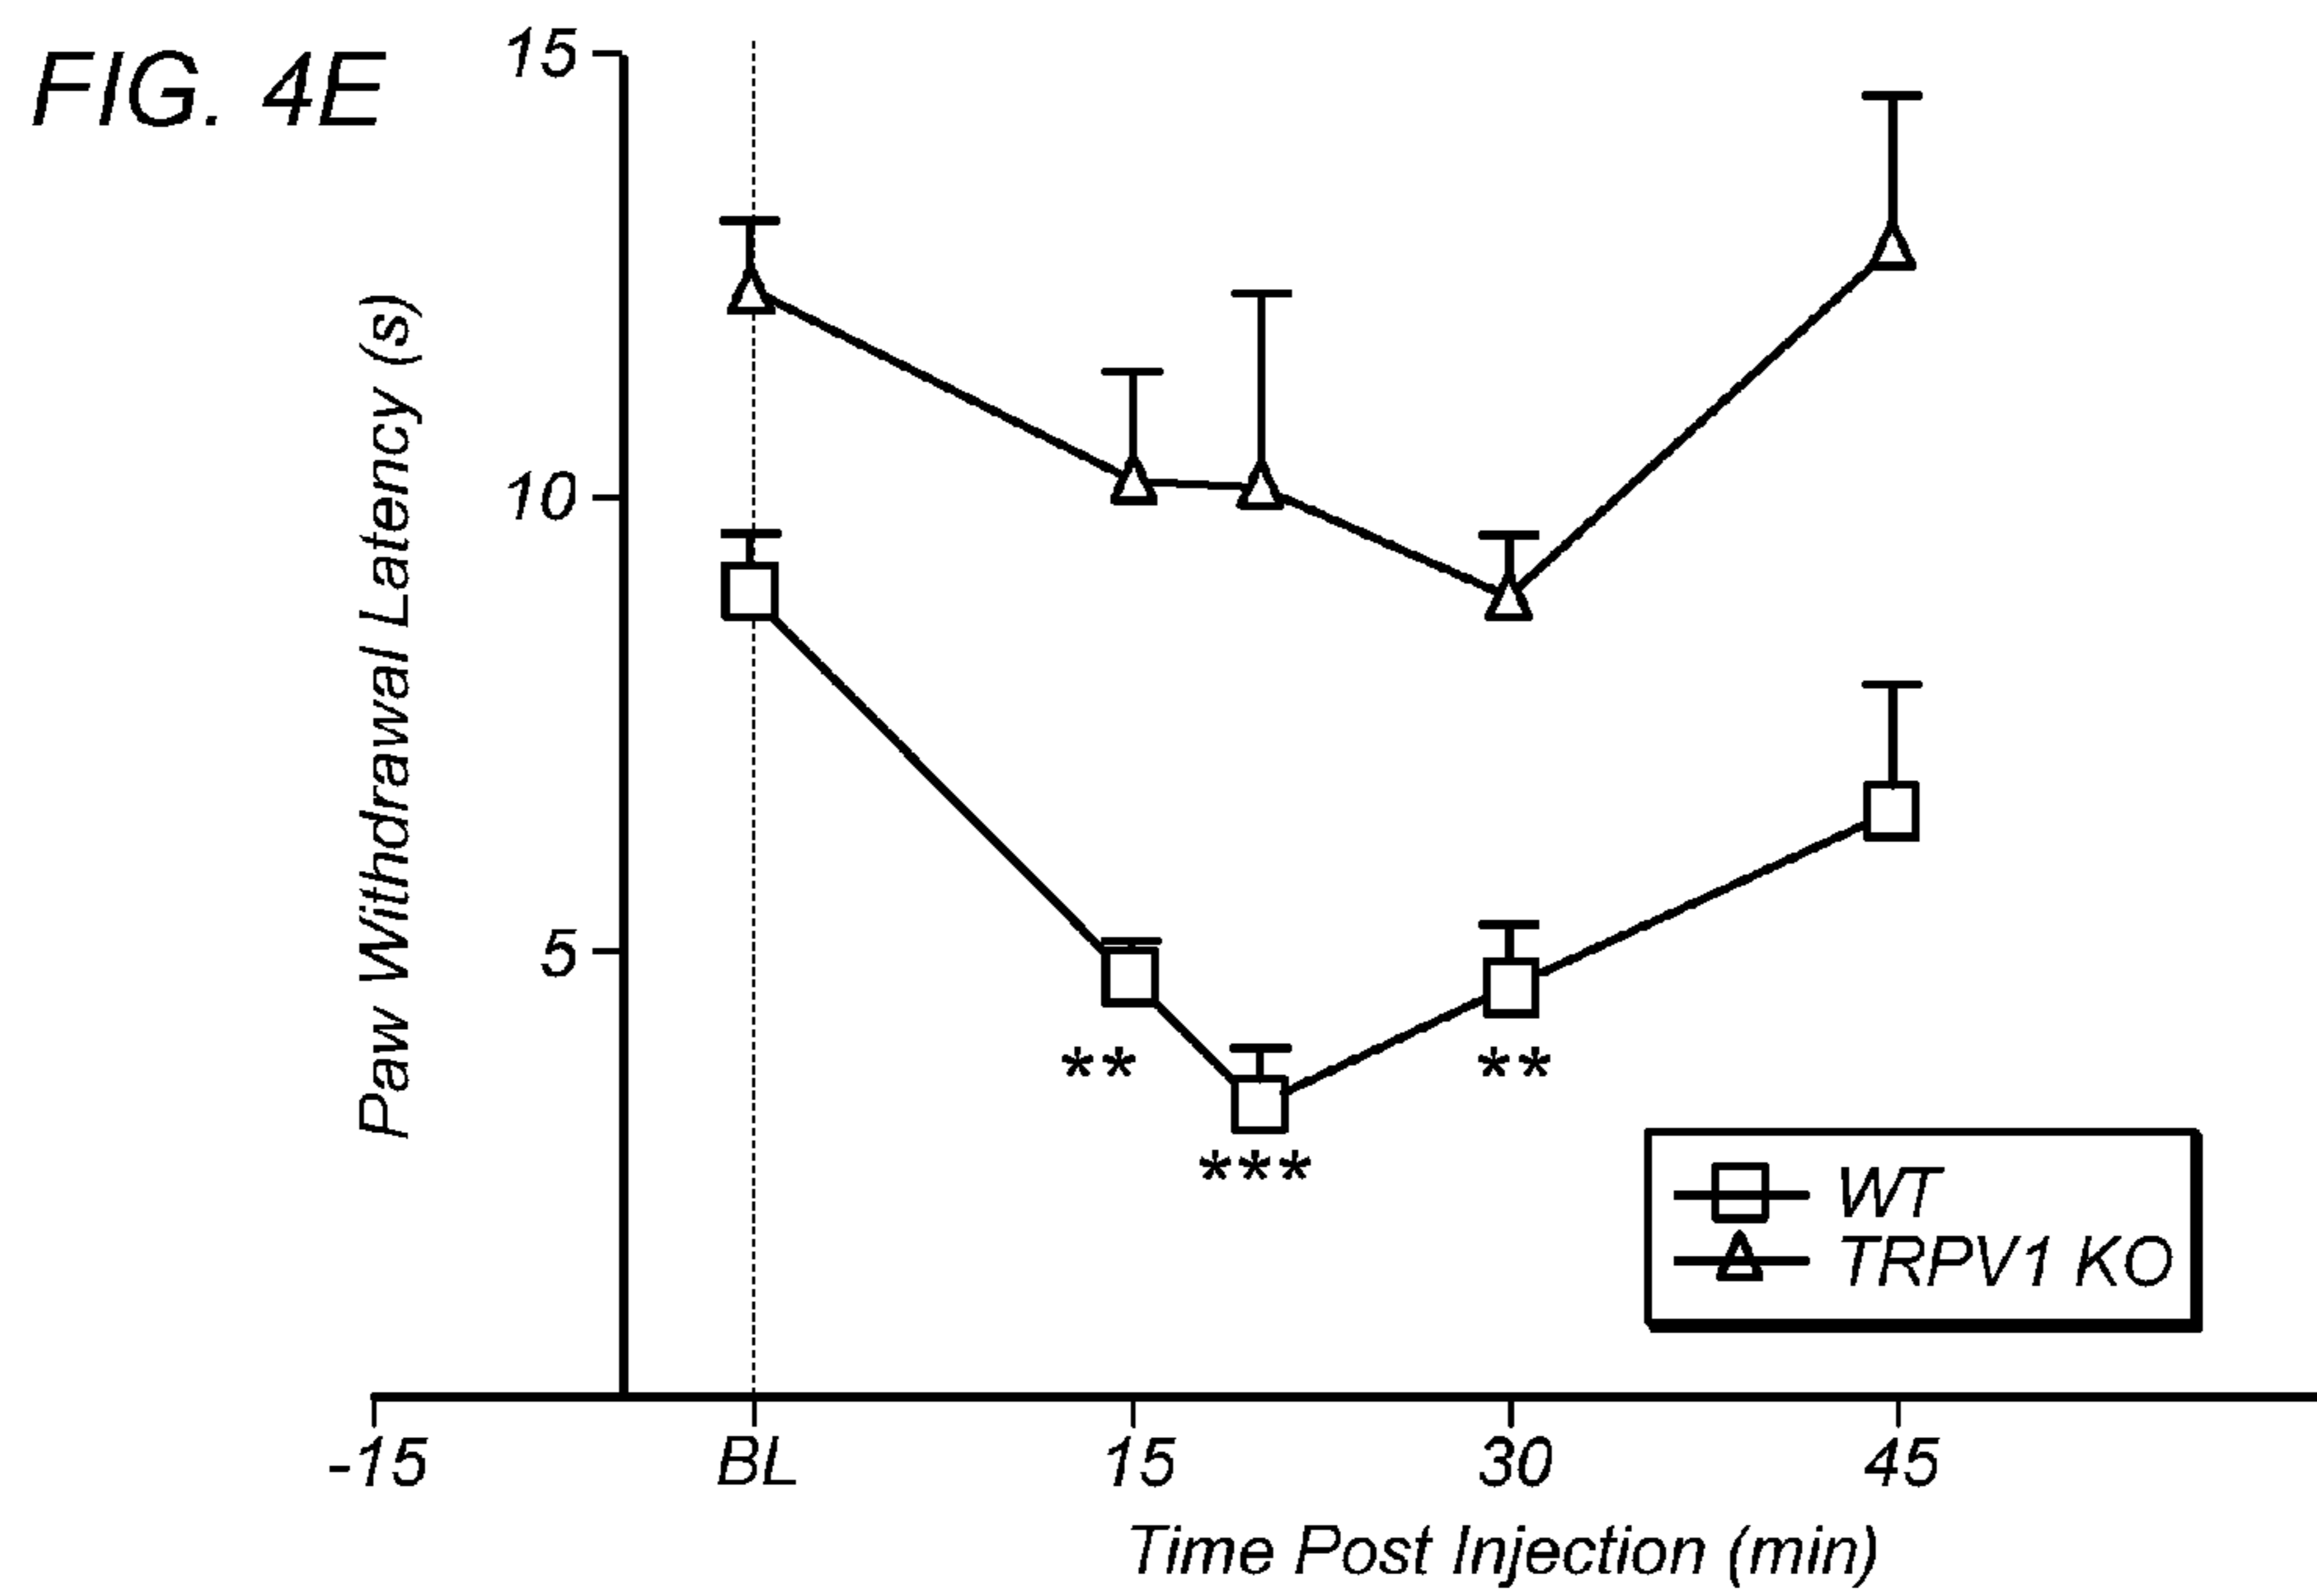 FIG. 4E
15
10
5
Paw Withdrawal Latency (s)
**
***
**
WT
TRPV1 KO
-15 BL 15 30 45
Time Post Injection (min)